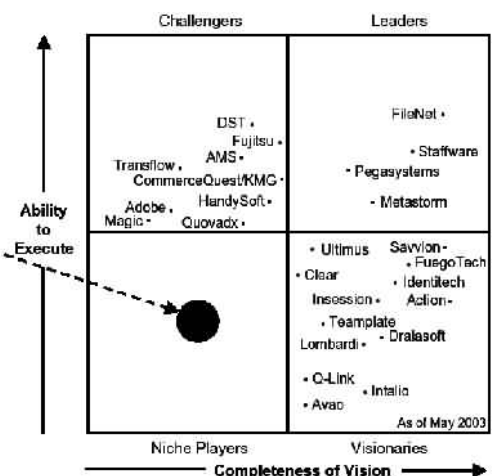 Challengers
Leaders
DST
Fujitsu
AMS
Transflow
CommerceQuest/KMG
HandySoft
Adobe
Magic
Quovadx
FileNet
Staffware
Pegasystems
Metastorm
Ability
to
Execute
Ultimus
Savvion
FuegoTech
Clear
Identitech
Insession
Action
Teamplate
Dralasoft
Lombardi
Q-Link
Intalio
Avao
As of May 2003
Niche Players
Visionaries
Completeness of Vision